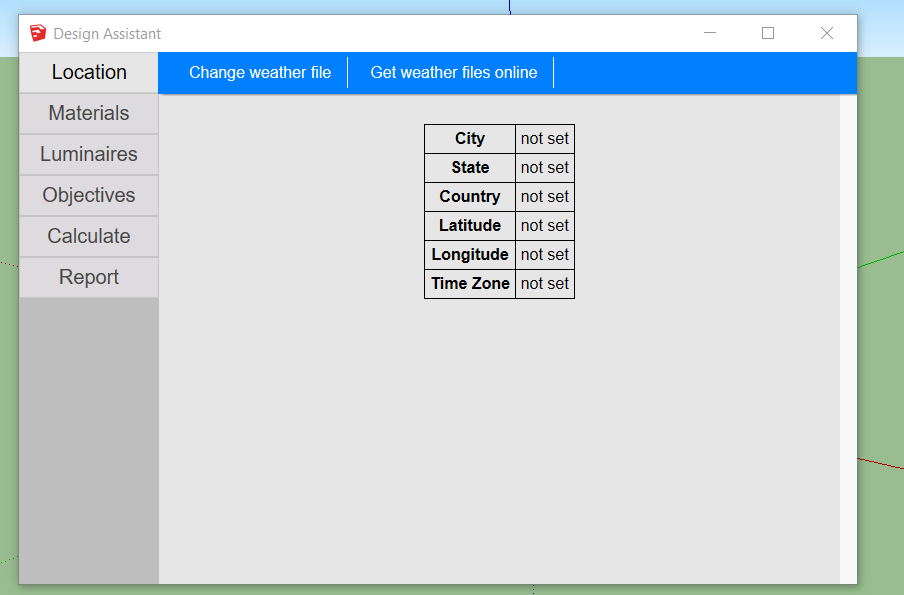 Design Assistant
Location
Change weather file
Get weather files online
Materials
Luminaires
Objectives
Calculate
Report
City not set
State not set
Country not set
Latitude not set
Longitude not set
Time Zone not set